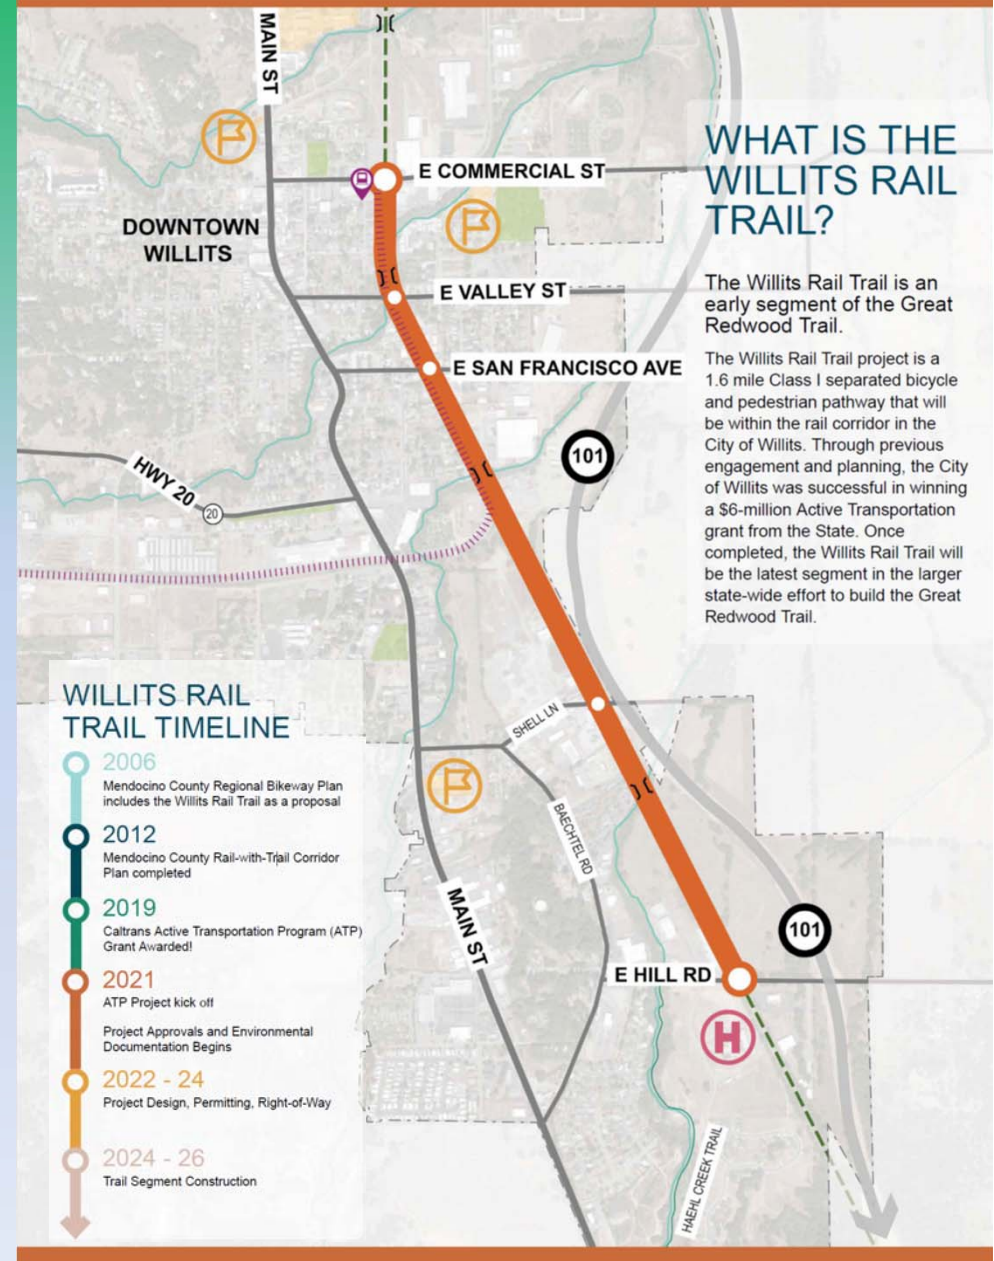 MAIN ST
E COMMERCIAL ST
DOWNTOWN
WILLITS
E VALLEY ST
E SAN FRANCISCO AVE
101
HWY 20
20
SHELL LN
BAECHTEL RD
MAIN ST
101
E HILL RD
H
HAEHL CREEK TRAIL
WHAT IS THE
WILLITS RAIL
TRAIL?
The Willits Rail Trail is an
early segment of the Great
Redwood Trail.
The Willits Rail Trail project is a
1.6 mile Class I separated bicycle
and pedestrian pathway that will
be within the rail corridor in the
City of Willits. Through previous
engagement and planning, the City
of Willits was successful in winning
a $6-million Active Transportation
grant from the State. Once
completed, the Willits Rail Trail will
be the latest segment in the larger
state-wide effort to build the Great
Redwood Trail.
WILLITS RAIL
TRAIL TIMELINE
2006
Mendocino County Regional Bikeway Plan
includes the Willits Rail Trail as a proposal
2012
Mendocino County Rail-with-Trail Corridor
Plan completed
2019
Caltrans Active Transportation Program (ATP)
Grant Awarded!
2021
ATP Project kick off
Project Approvals and Environmental
Documentation Begins
2022 - 24
Project Design, Permitting, Right-of-Way
2024 - 26
Trail Segment Construction